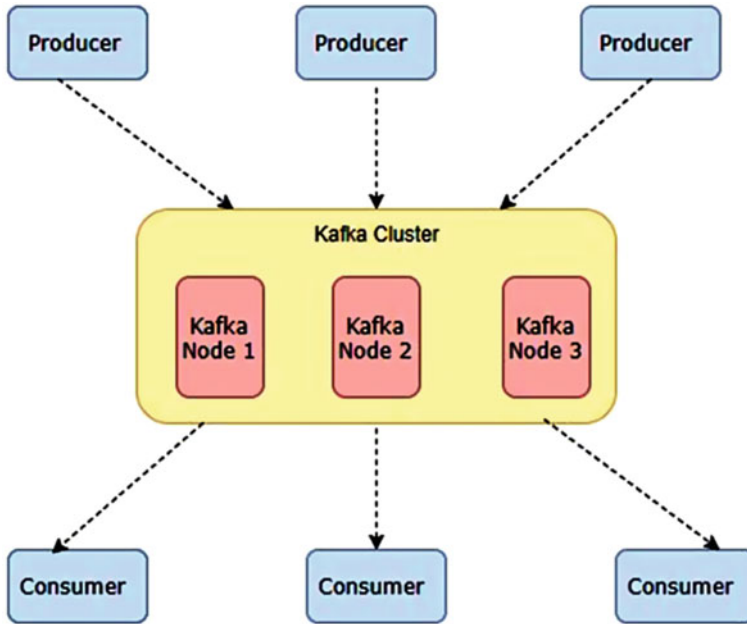 Producer
Producer
Producer
Kafka Cluster
Kafka
Node 1
Kafka
Node 2
Kafka
Node 3
Consumer
Consumer
Consumer